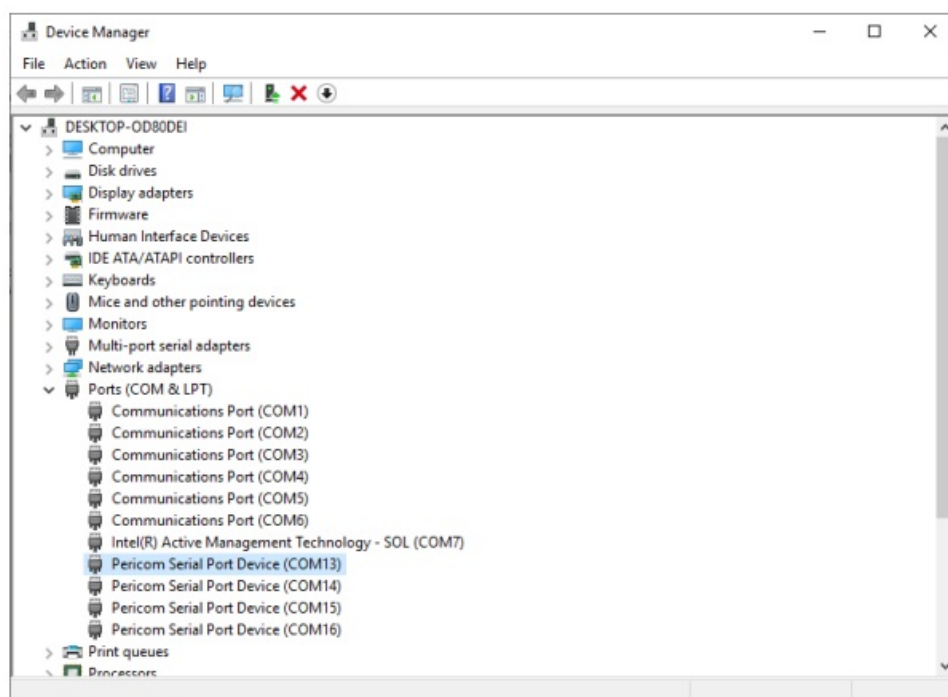 Device Manager
File Action View Help
DESKTOP-OD80DEI
Computer
Disk drives
Display adapters
Firmware
Human Interface Devices
IDE ATA/ATAPI controllers
Keyboards
Mice and other pointing devices
Monitors
Multi-port serial adapters
Network adapters
Ports (COM & LPT)
Communications Port (COM1)
Communications Port (COM2)
Communications Port (COM3)
Communications Port (COM4)
Communications Port (COM5)
Communications Port (COM6)
Intel(R) Active Management Technology - SOL (COM7)
Pericom Serial Port Device (COM13)
Pericom Serial Port Device (COM14)
Pericom Serial Port Device (COM15)
Pericom Serial Port Device (COM16)
Print queues
Processors